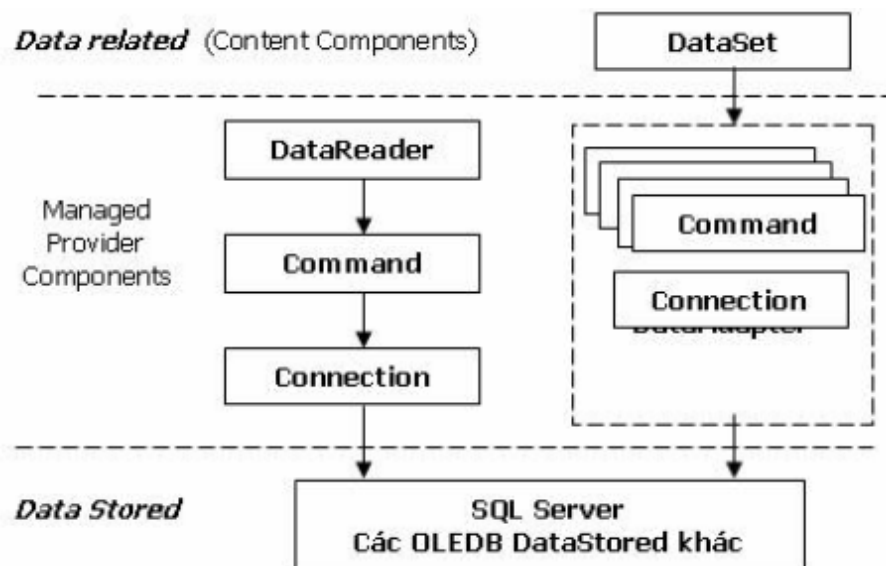 Data related (Content Components)
DataSet
DataReader
Managed
Provider
Components
Command
Command
Connection
Connection
SQL Server
Data Stored
Các OLEDB DataStored khác